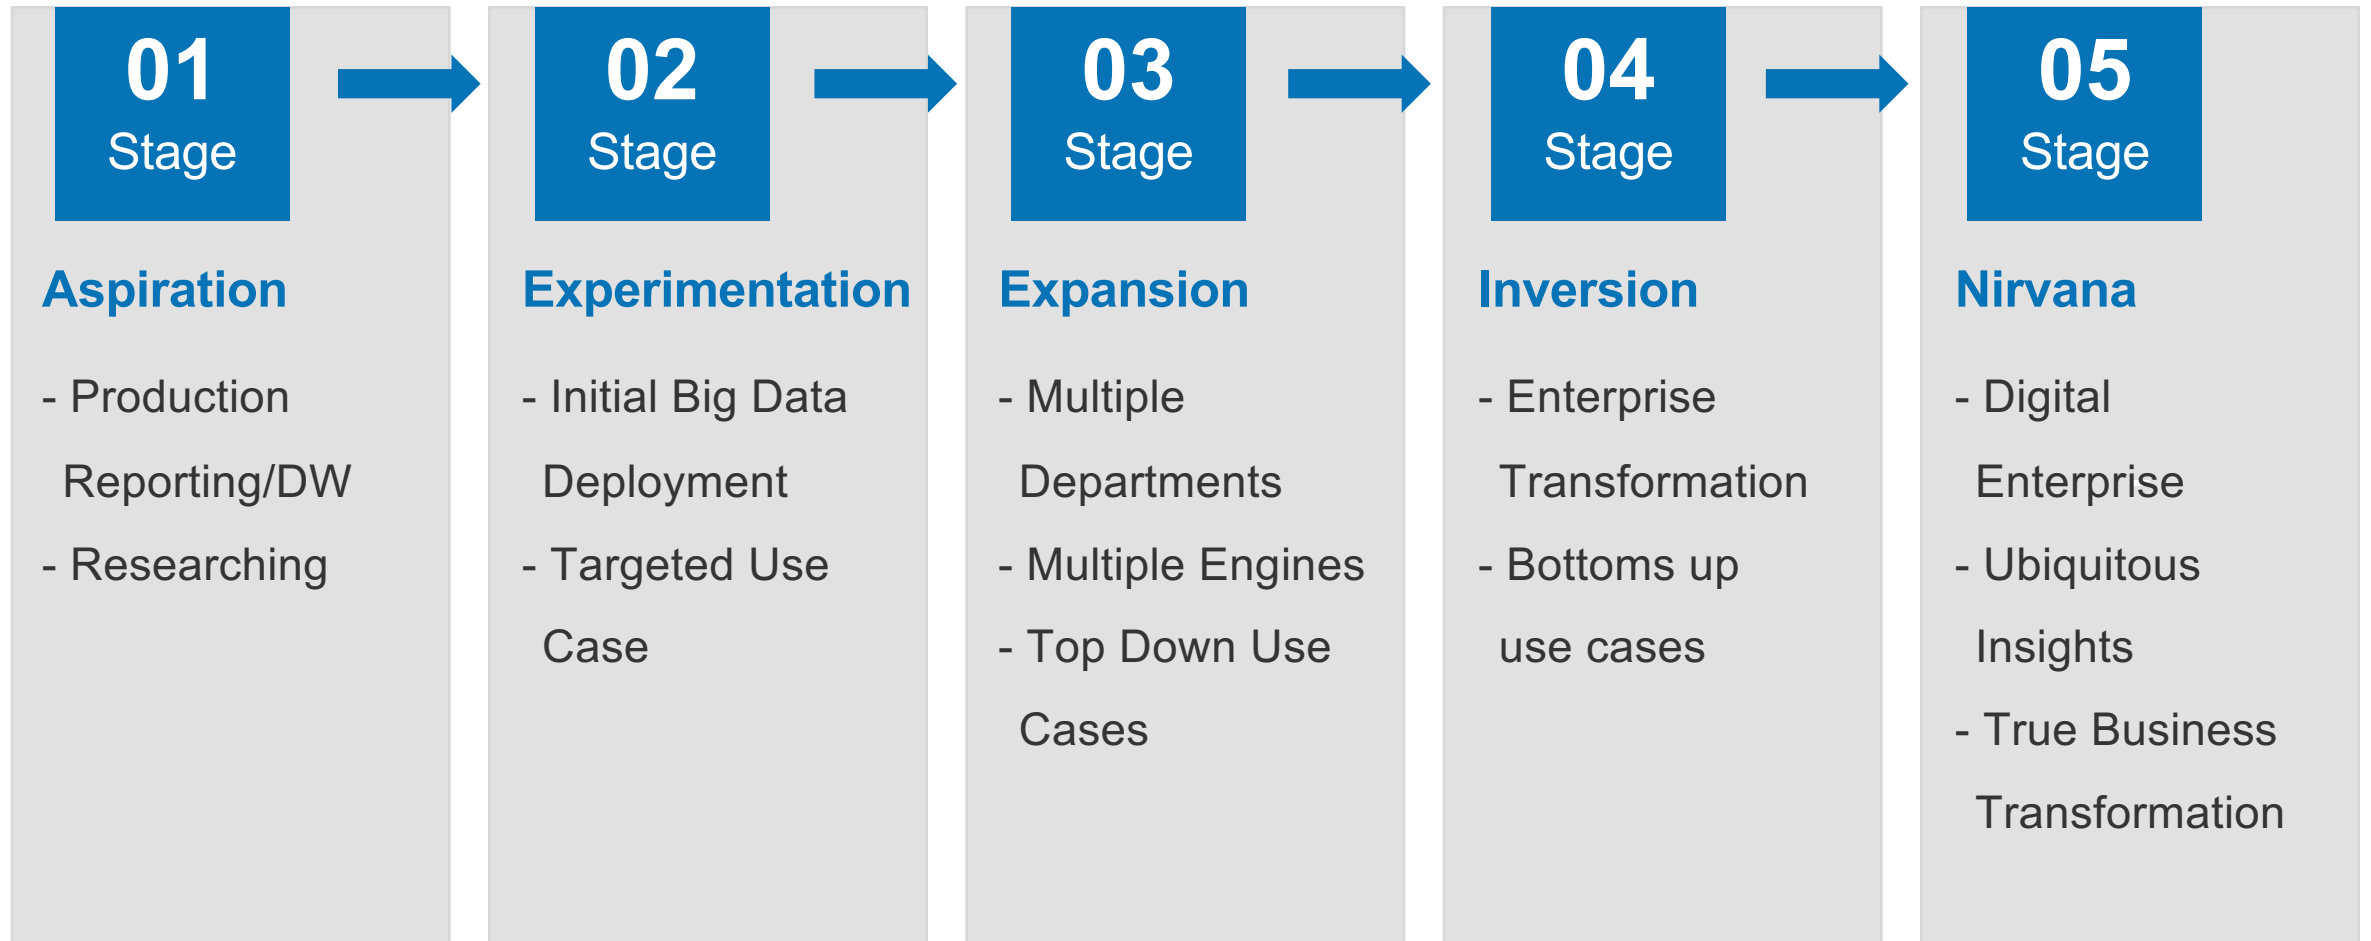 01
Stage
Aspiration
- Production
Reporting/DW
- Researching
02
Stage
Experimentation
- Initial Big Data
Deployment
- Targeted Use
Case
03
Stage
Expansion
- Multiple
Departments
- Multiple Engines
- Top Down Use
Cases
04
Stage
Inversion
- Enterprise
Transformation
- Bottoms up
use cases
05
Stage
Nirvana
- Digital
Enterprise
- Ubiquitous
Insights
- True Business
Transformation